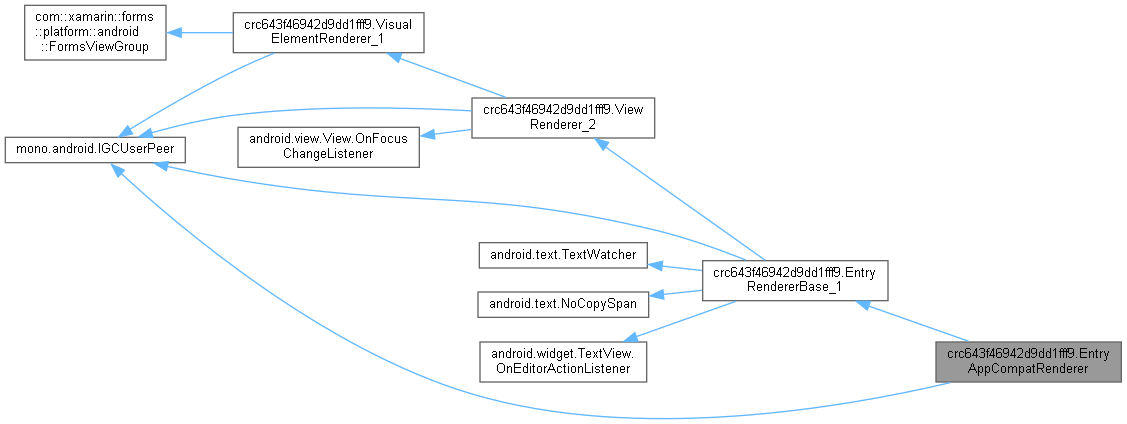 com::xamarin::forms
::platform::android
::FormsViewGroup
crc643f46942d9dd1fff9.Visual
ElementRenderer_1
crc643f46942d9dd1fff9.View
Renderer_2
android.view.View.OnFocus
ChangeListener
mono.android.IGCUserPeer
android.text.TextWatcher
crc643f46942d9dd1fff9.Entry
RendererBase_1
android.text.NoCopySpan
android.widget.TextView.
OnEditorActionListener
crc643f46942d9dd1fff9.Entry
AppCompatRenderer